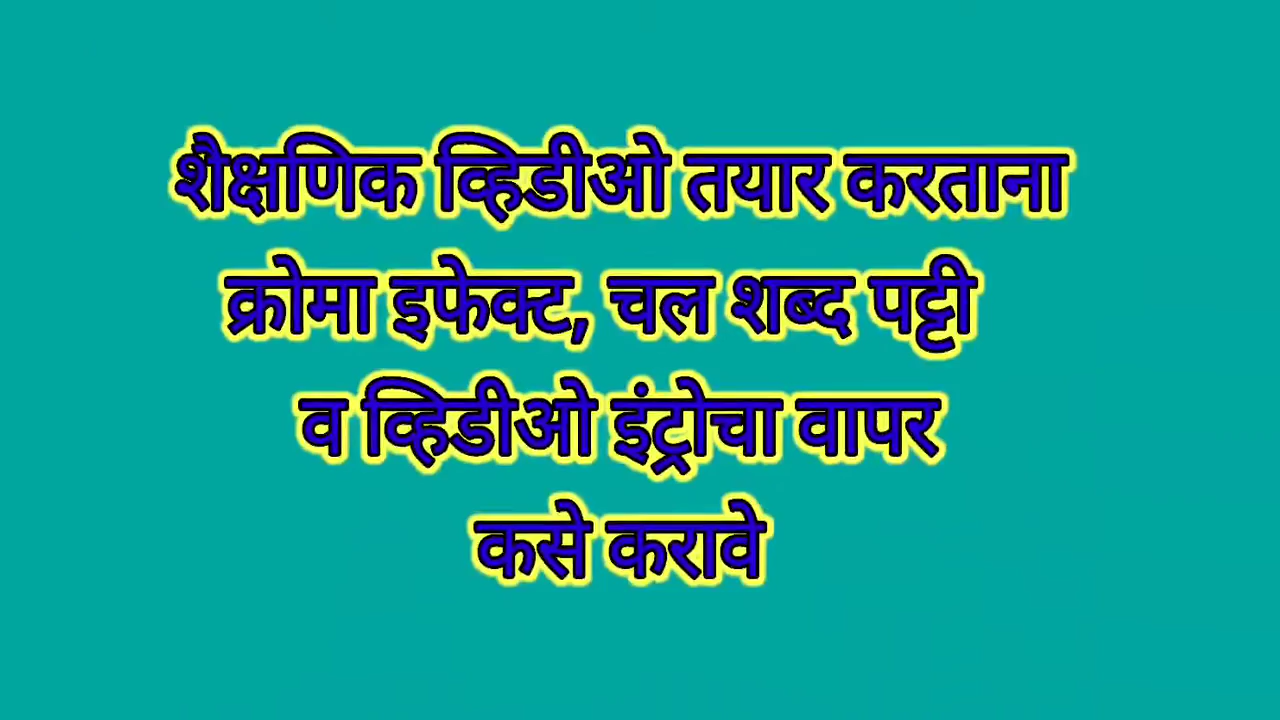 शैक्षणिक व्हिडीओ तयार करताना
क्रोमा इफेक्ट, चल शब्द पट्टी
व व्हिडीओ इंट्रोचा वापर
कसे करावे